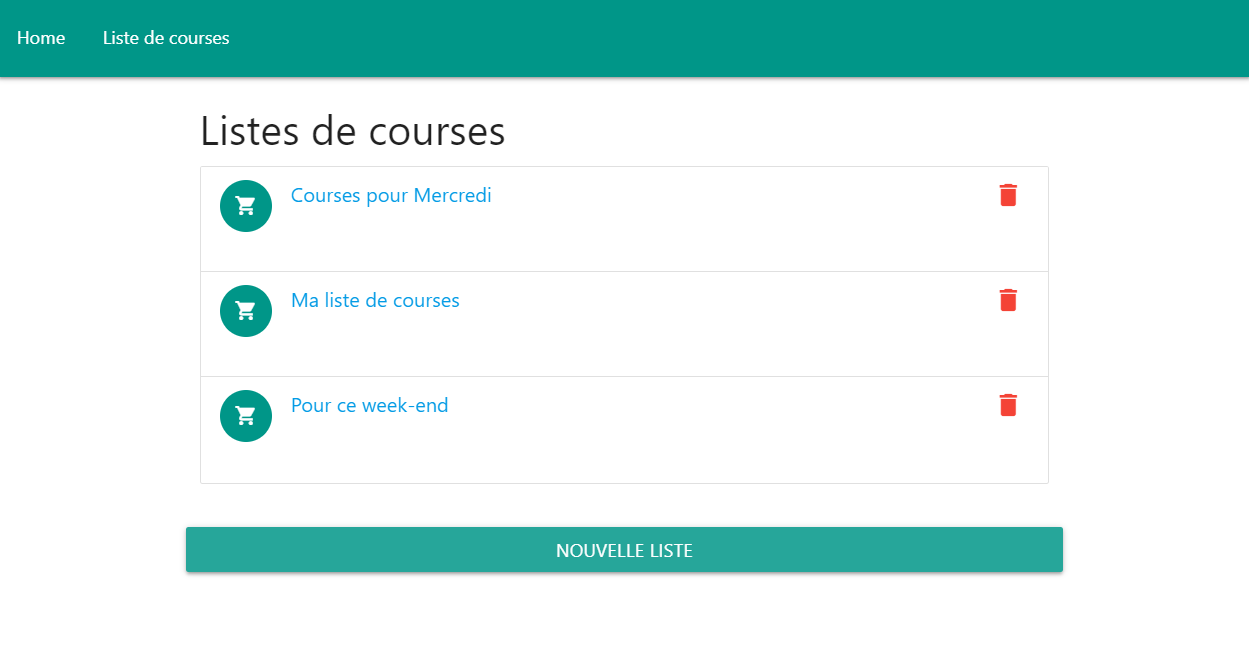 Home Liste de courses
Listes de courses
Courses pour Mercredi
Ma liste de courses
Pour ce week-end
NOUVELLE LISTE